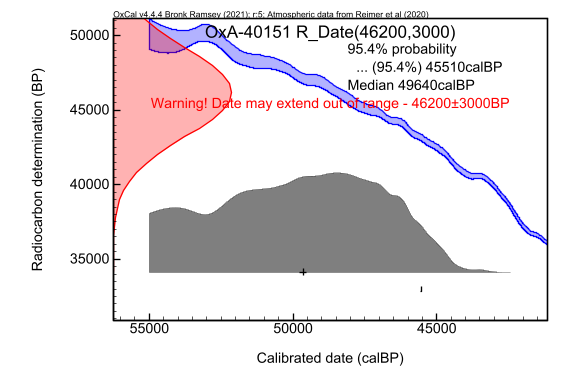 OxCal v4.4.4 Bronk Ramsey (2021); r:5; Atmospheric data from Reimer et al (2020)
OxA-40151 R_Date(46200,3000)
95.4% probability
... (95.4%) 45510calBP
Median 49640calBP
Warning! Date may extend out of range - 46200±3000BP
Radiocarbon determination (BP)
50000
45000
40000
35000
55000
50000
45000
Calibrated date (calBP)